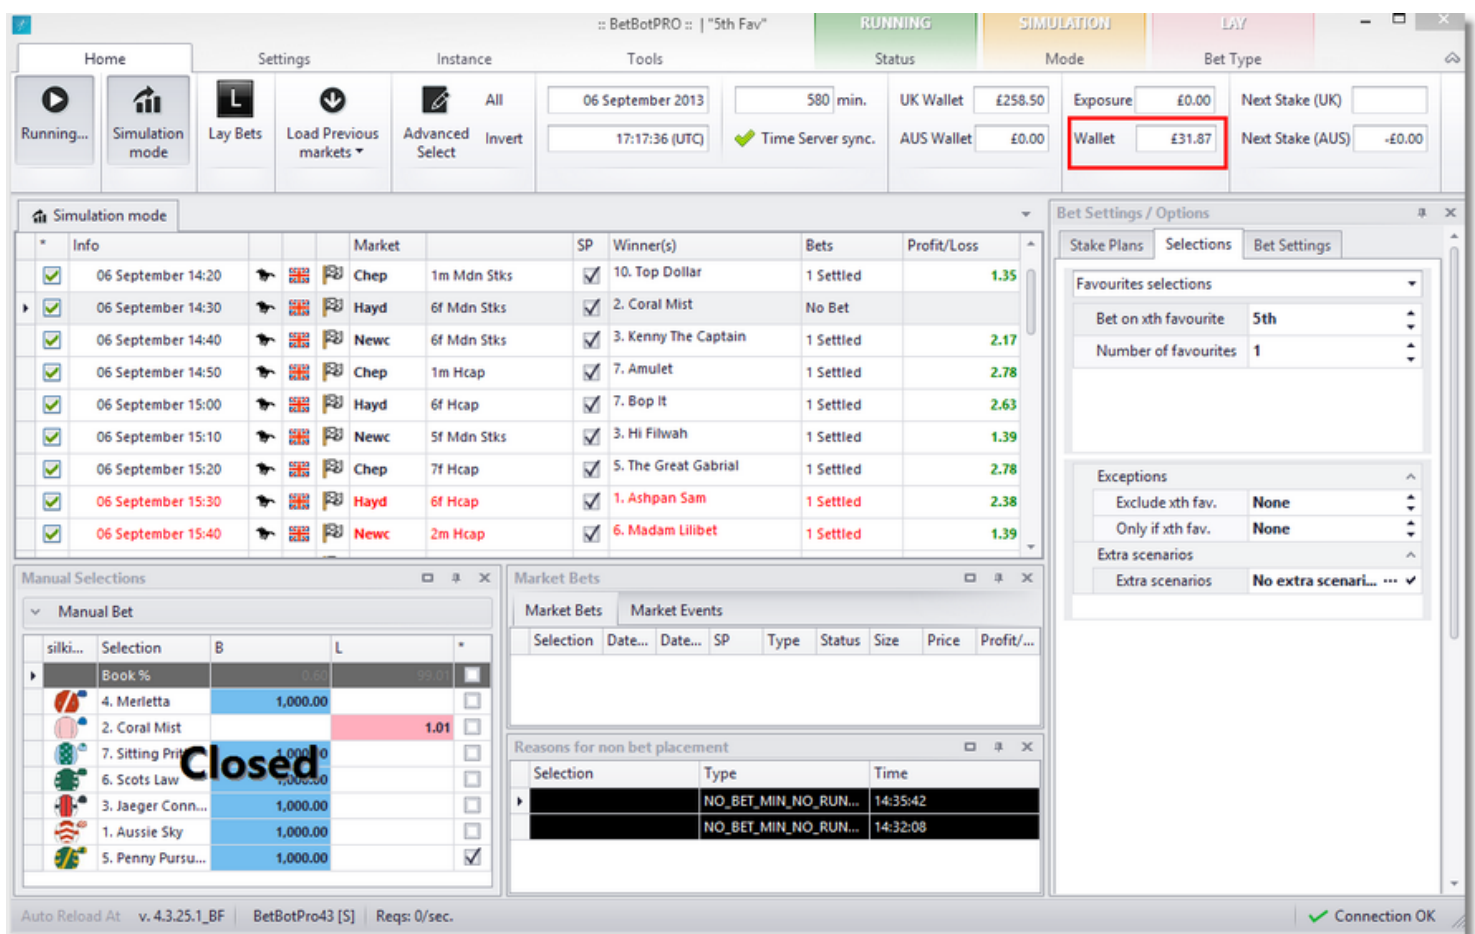 :: BetBotPRO :: | "5th Fav"
RUNNING
SIMULATION
LAY
Home Settings Instance Tools Status Mode Bet Type
Running...
Simulation mode
L
Lay Bets
Load Previous markets
Advanced Select
All
Invert
06 September 2013
17:17:36 (UTC)
580 min.
Time Server sync.
UK Wallet £258.50
AUS Wallet £0.00
Exposure £0.00
Wallet £31.87
Next Stake (UK)
Next Stake (AUS) -£0.00
Simulation mode
* Info Market SP Winner(s) Bets Profit/Loss
06 September 14:20 Chep 1m Mdn Stks 10. Top Dollar 1 Settled 1.35
06 September 14:30 Hayd 6f Mdn Stks 2. Coral Mist No Bet
06 September 14:40 Newc 6f Mdn Stks 3. Kenny The Captain 1 Settled 2.17
06 September 14:50 Chep 1m Hcap 7. Amulet 1 Settled 2.78
06 September 15:00 Hayd 6f Hcap 7. Bop It 1 Settled 2.63
06 September 15:10 Newc 5f Mdn Stks 3. Hi Filwah 1 Settled 1.39
06 September 15:20 Chep 7f Hcap 5. The Great Gabrial 1 Settled 2.78
06 September 15:30 Hayd 6f Hcap 1. Ashpan Sam 1 Settled 2.38
06 September 15:40 Newc 2m Hcap 6. Madam Lilibet 1 Settled 1.39
Bet Settings / Options
Stake Plans Selections Bet Settings
Favourites selections
Bet on xth favourite 5th
Number of favourites 1
Exceptions
Exclude xth fav. None
Only if xth fav. None
Extra scenarios
Extra scenarios No extra scenari... ...
Manual Selections
Manual Bet
silki... Selection B L *
Book % 0.60 99.01
4. Merletta 1,000.00
2. Coral Mist 1.01
7. Sitting Prit 1,000.00
6. Scots Law 1,000.00
3. Jaeger Conn... 1,000.00
1. Aussie Sky 1,000.00
5. Penny Pursu... 1,000.00
Closed
Market Bets
Market Bets Market Events
Selection Date... Date... SP Type Status Size Price Profit/...
Reasons for non bet placement
Selection Type Time
NO_BET_MIN_NO_RUN... 14:35:42
NO_BET_MIN_NO_RUN... 14:32:08
Auto Reload At v. 4.3.25.1_BF BetBotPro43 [S] Reqs: 0/sec.
Connection OK